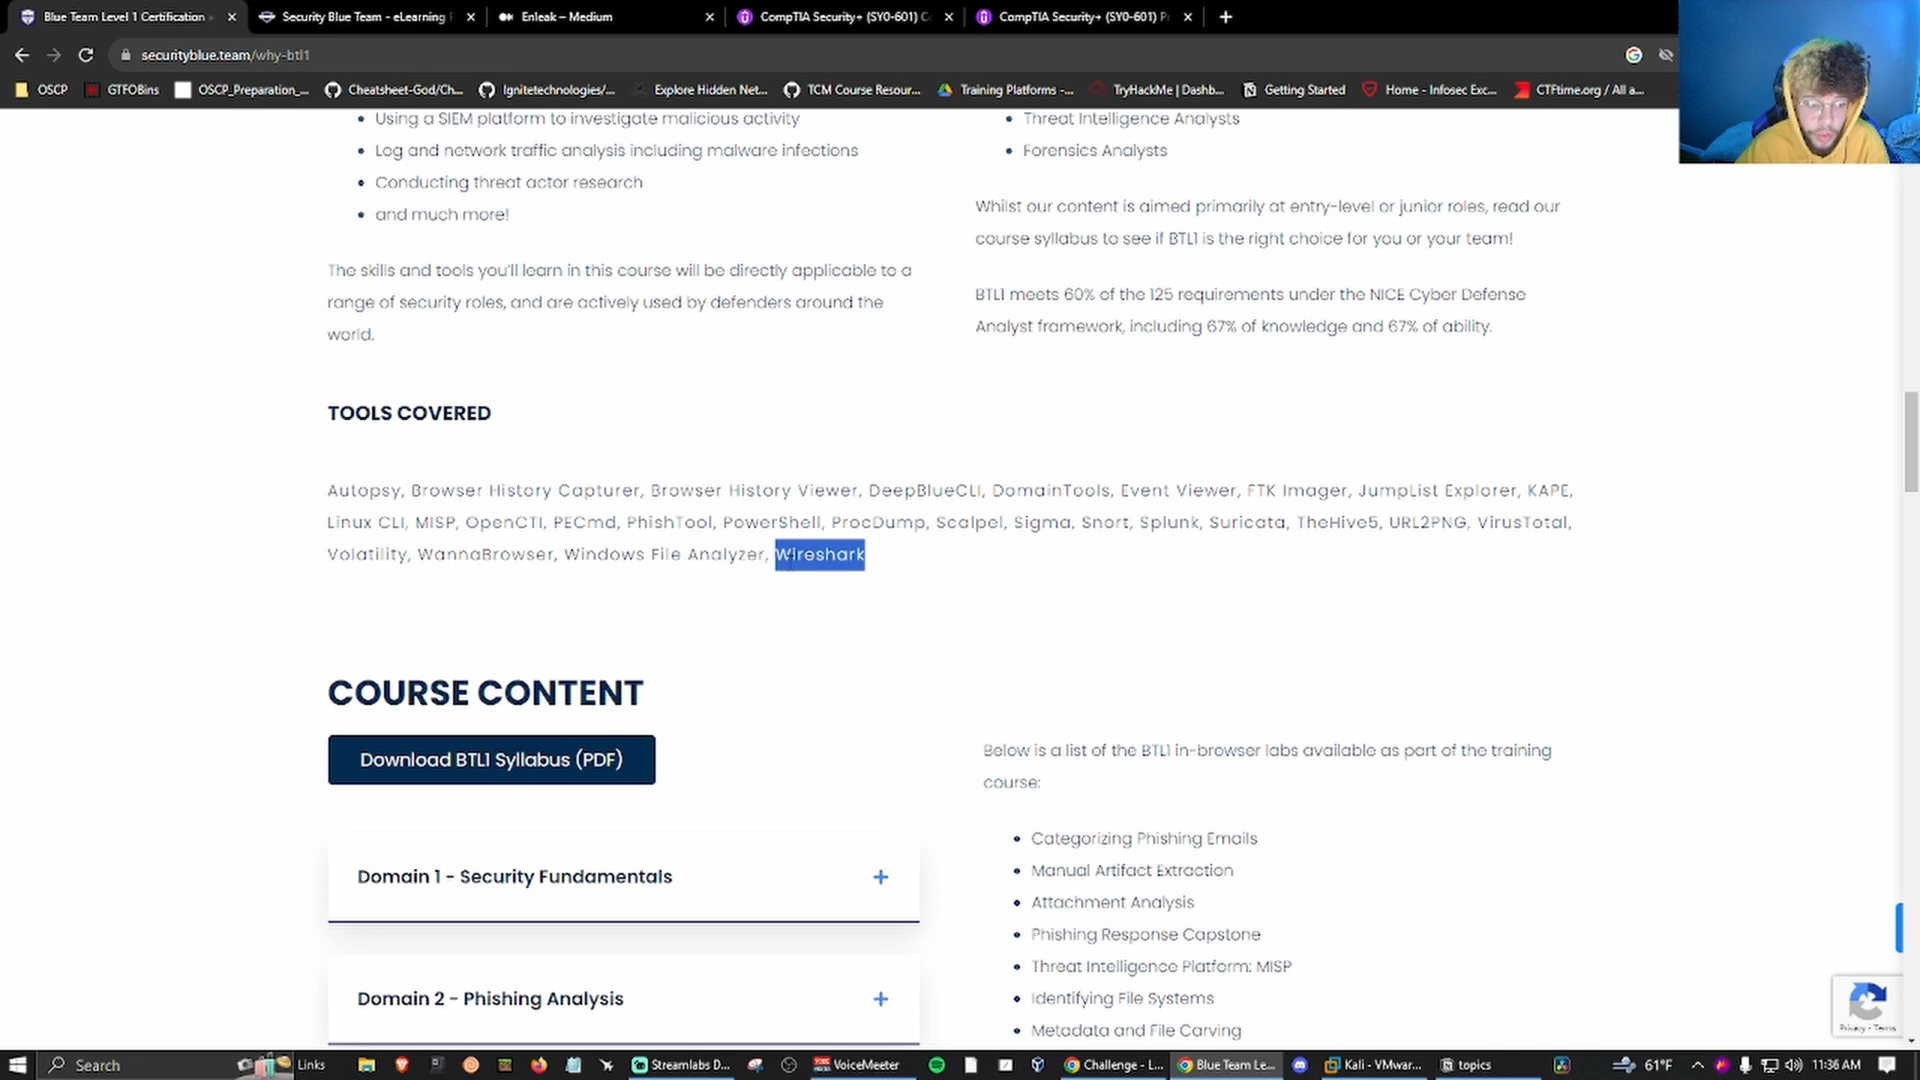 Blue Team Level 1 Certification
Security Blue Team - eLearning
Enleak – Medium
CompTIA Security+ (SY0-601) C
CompTIA Security+ (SY0-601) P
securityblue.team/why-btl1
OSCP
GTFOBins
OSCP_Preparation_...
Cheatsheet-God/Ch...
Ignitetechnologies/...
Explore Hidden Net...
TCM Course Resour...
Training Platforms -...
TryHackMe | Dashb...
Getting Started
Home - Infosec Exc...
CTFtime.org / All a...
Using a SIEM platform to investigate malicious activity
Log and network traffic analysis including malware infections
Conducting threat actor research
and much more!
The skills and tools you'll learn in this course will be directly applicable to a
range of security roles, and are actively used by defenders around the
world.
Threat Intelligence Analysts
Forensics Analysts
Whilst our content is aimed primarily at entry-level or junior roles, read our
course syllabus to see if BTL1 is the right choice for you or your team!
BTL1 meets 60% of the 125 requirements under the NICE Cyber Defense
Analyst framework, including 67% of knowledge and 67% of ability.
TOOLS COVERED
Autopsy, Browser History Capturer, Browser History Viewer, DeepBlueCLI, DomainTools, Event Viewer, FTK Imager, JumpList Explorer, KAPE,
Linux CLI, MISP, OpenCTI, PECmd, PhishTool, PowerShell, ProcDump, Scalpel, Sigma, Snort, Splunk, Suricata, TheHive5, URL2PNG, VirusTotal,
Volatility, WannaBrowser, Windows File Analyzer, Wireshark
COURSE CONTENT
Download BTL1 Syllabus (PDF)
Domain 1 - Security Fundamentals
Domain 2 - Phishing Analysis
Below is a list of the BTL1 in-browser labs available as part of the training
course:
Categorizing Phishing Emails
Manual Artifact Extraction
Attachment Analysis
Phishing Response Capstone
Threat Intelligence Platform: MISP
Identifying File Systems
Metadata and File Carving
Privacy - Terms
Search
Links
Streamlabs D...
VoiceMeeter
Challenge - L...
Blue Team Le...
Kali - VMwar...
topics
61°F
11:36 AM